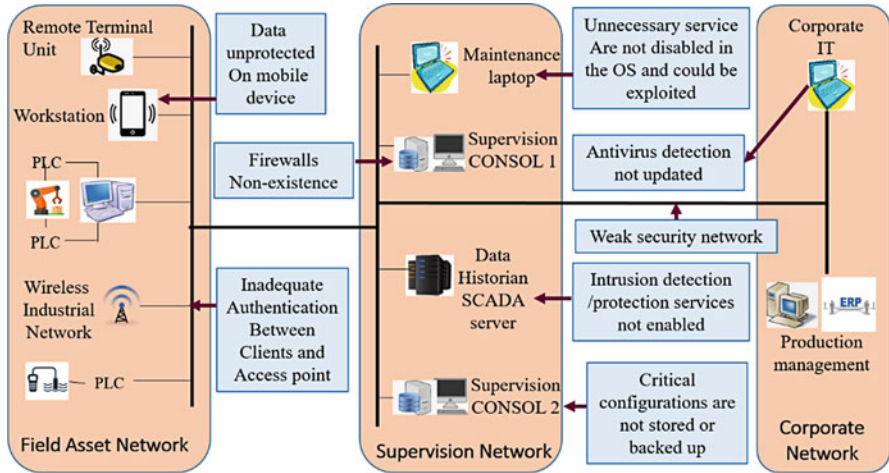 Remote Terminal
Unit
Workstation
PLC
PLC
Wireless
Industrial
Network
PLC
Field Asset Network
Data
unprotected
On mobile
device
Firewalls
Non-existence
Inadequate
Authentication
Between
Clients and
Access point
Maintenance
laptop
Supervision
CONSOL 1
Data
Historian
SCADA
server
Supervision
CONSOL 2
Supervision Network
Unnecessary service
Are not disabled in
the OS and could be
exploited
Antivirus detection
not updated
Weak security network
Intrusion detection
/protection services
not enabled
Critical
configurations are
not stored or
backed up
Corporate
IT
ERP
Production
management
Corporate
Network